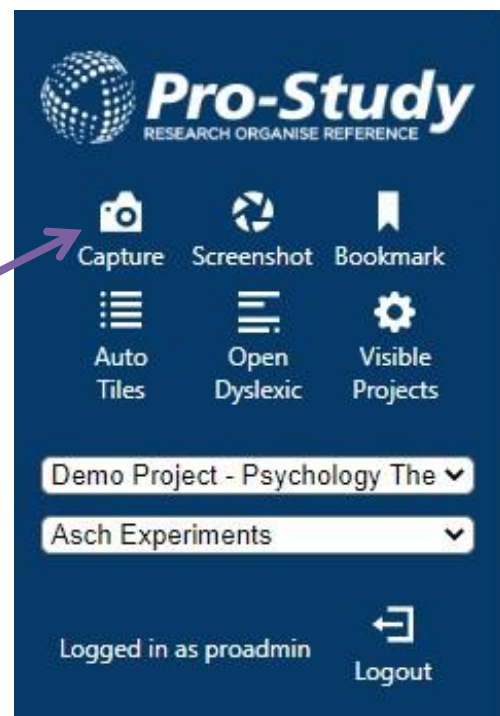 Pro-Study
RESEARCH ORGANISE REFERENCE
Capture Screenshot Bookmark
Auto Tiles
Open Dyslexic
Visible Projects
Demo Project - Psychology The
Asch Experiments
Logged in as proadmin
Logout